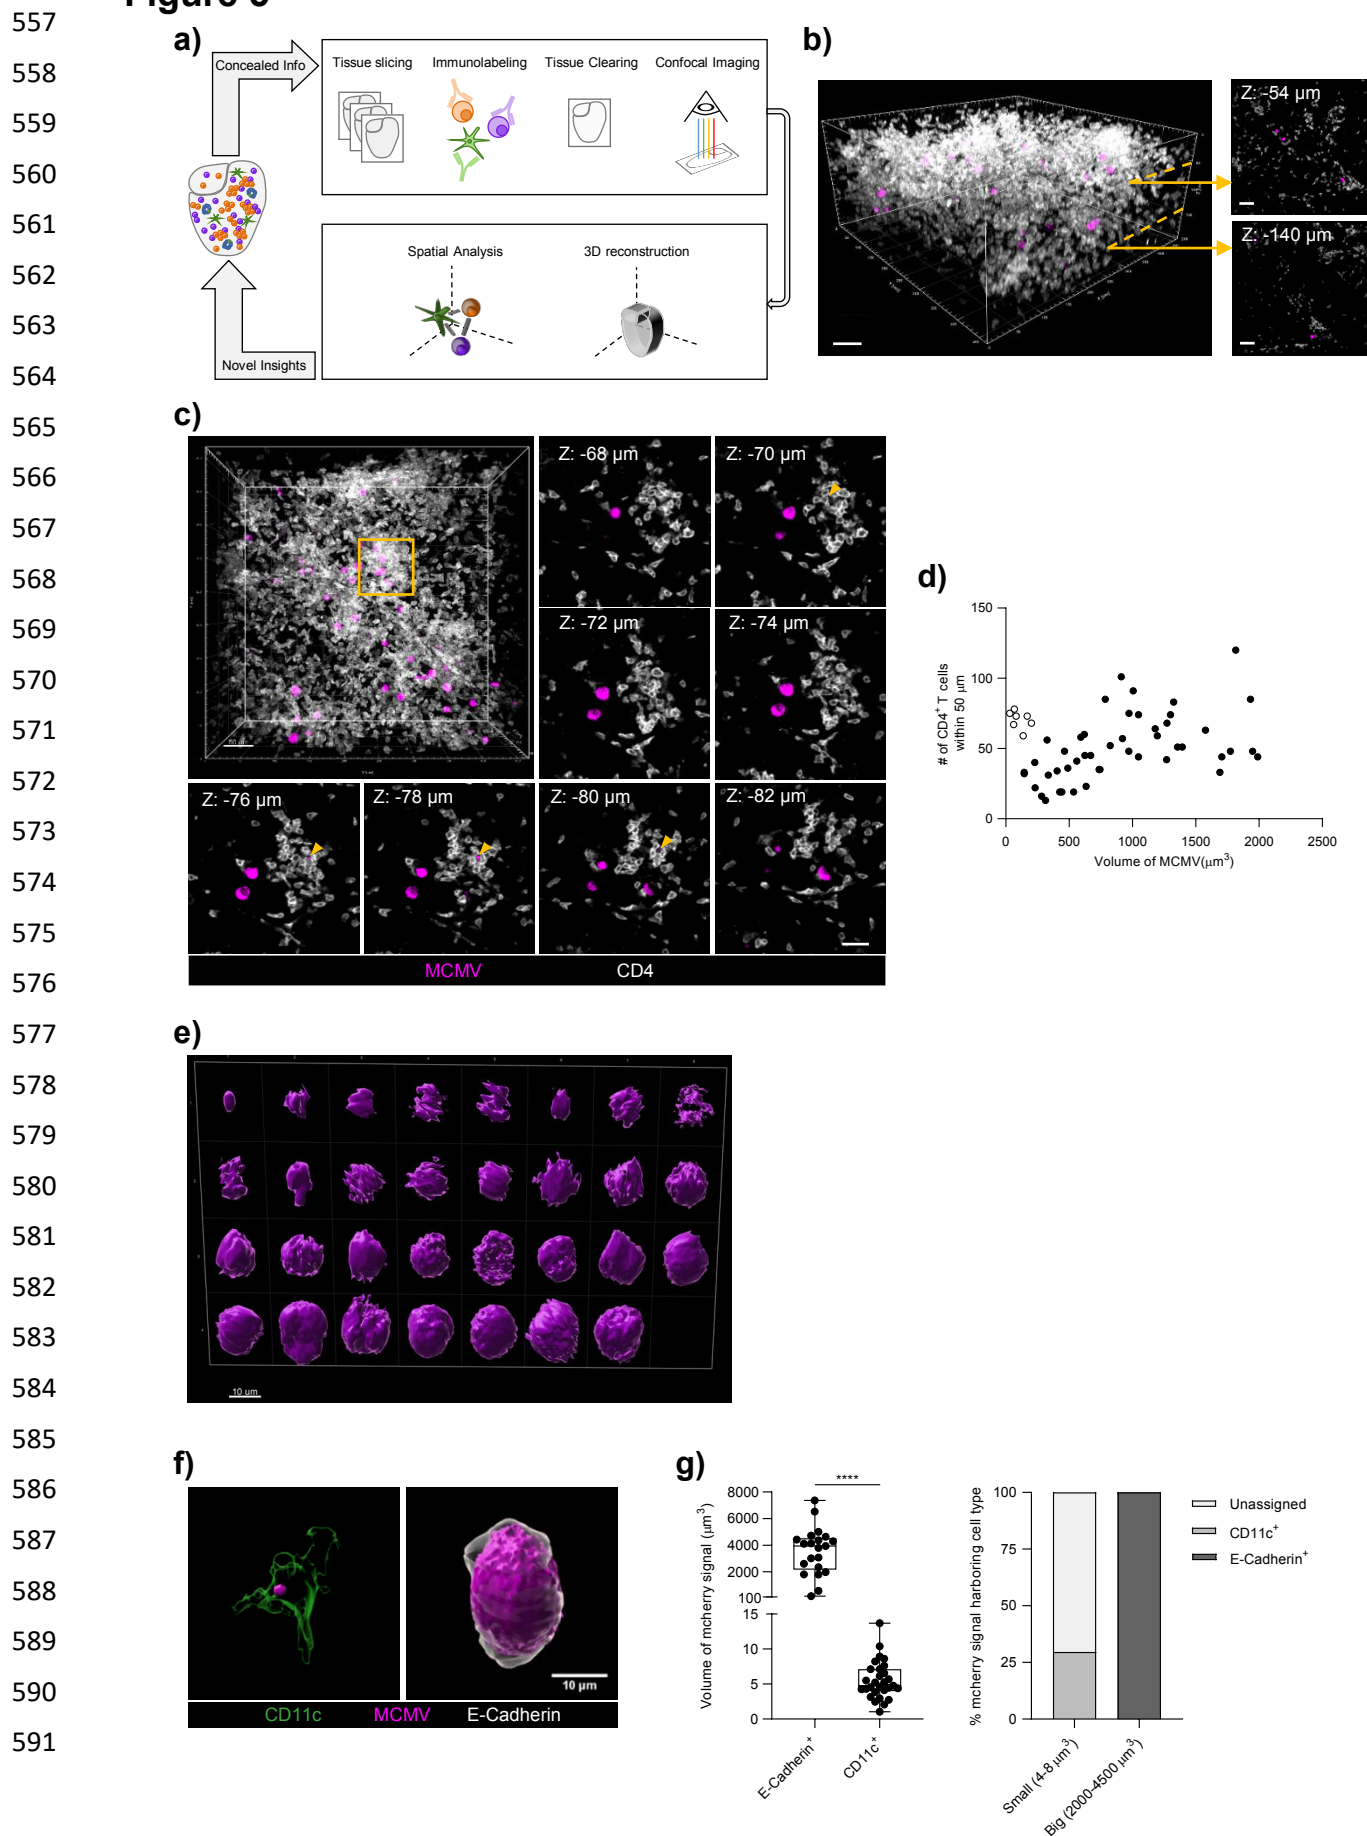 Figure 3
557
558
559
560
561
562
563
564
565
566
567
568
569
570
571
572
573
574
575
576
577
578
579
580
581
582
583
584
585
586
587
588
589
590
591
a)
Concealed Info
Tissue slicing
Immunolabeling
Tissue Clearing
Confocal Imaging
Spatial Analysis
3D reconstruction
Novel Insights
b)
Z: -54 µm
Z: -140 µm
c)
Z: -68 µm
Z: -70 µm
Z: -72 µm
Z: -74 µm
Z: -76 µm
Z: -78 µm
Z: -80 µm
Z: -82 µm
MCMV
CD4
d)
# of CD4+ T cells
within 50 µm
150
100
50
0
0
500
1000
1500
2000
2500
Volume of MCMV(µm³)
e)
10 um
f)
10 µm
CD11c
MCMV
E-Cadherin
g)
****
Volume of mcherry signal (µm³)
8000
6000
4000
2000
100
15
10
5
0
E-Cadherin+
CD11c+
% mcherry signal harboring cell type
100
75
50
25
0
Small (4-8 µm³)
Big (2000-4500 µm³)
Unassigned
CD11c+
E-Cadherin+